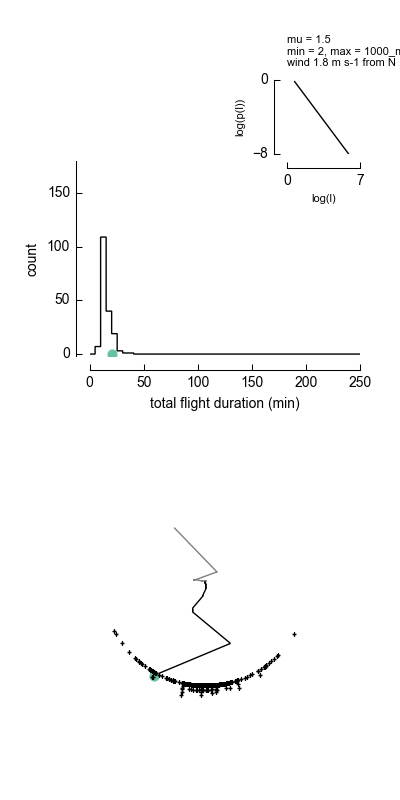 mu = 1.5
min = 2, max = 1000_m
wind 1.8 m s-1 from N
0
log(p(l))
−8
0 7
log(l)
150
100
50
0
count
0 50 100 150 200 250
total flight duration (min)